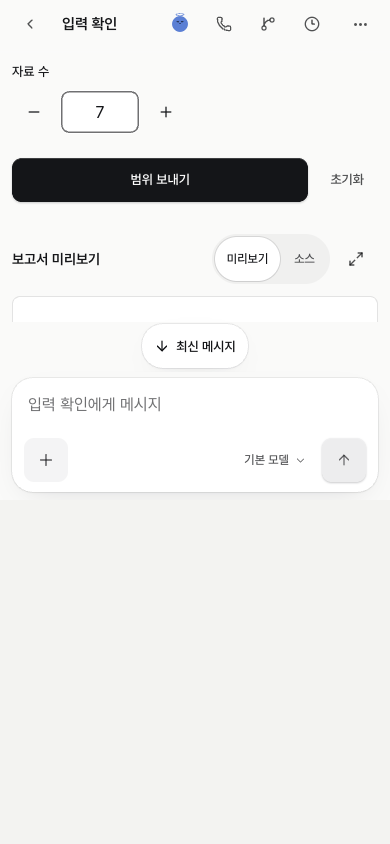 입력 확인
자료 수
7
범위 보내기
초기화
보고서 미리보기
미리보기
소스
최신 메시지
입력 확인에게 메시지
기본 모델